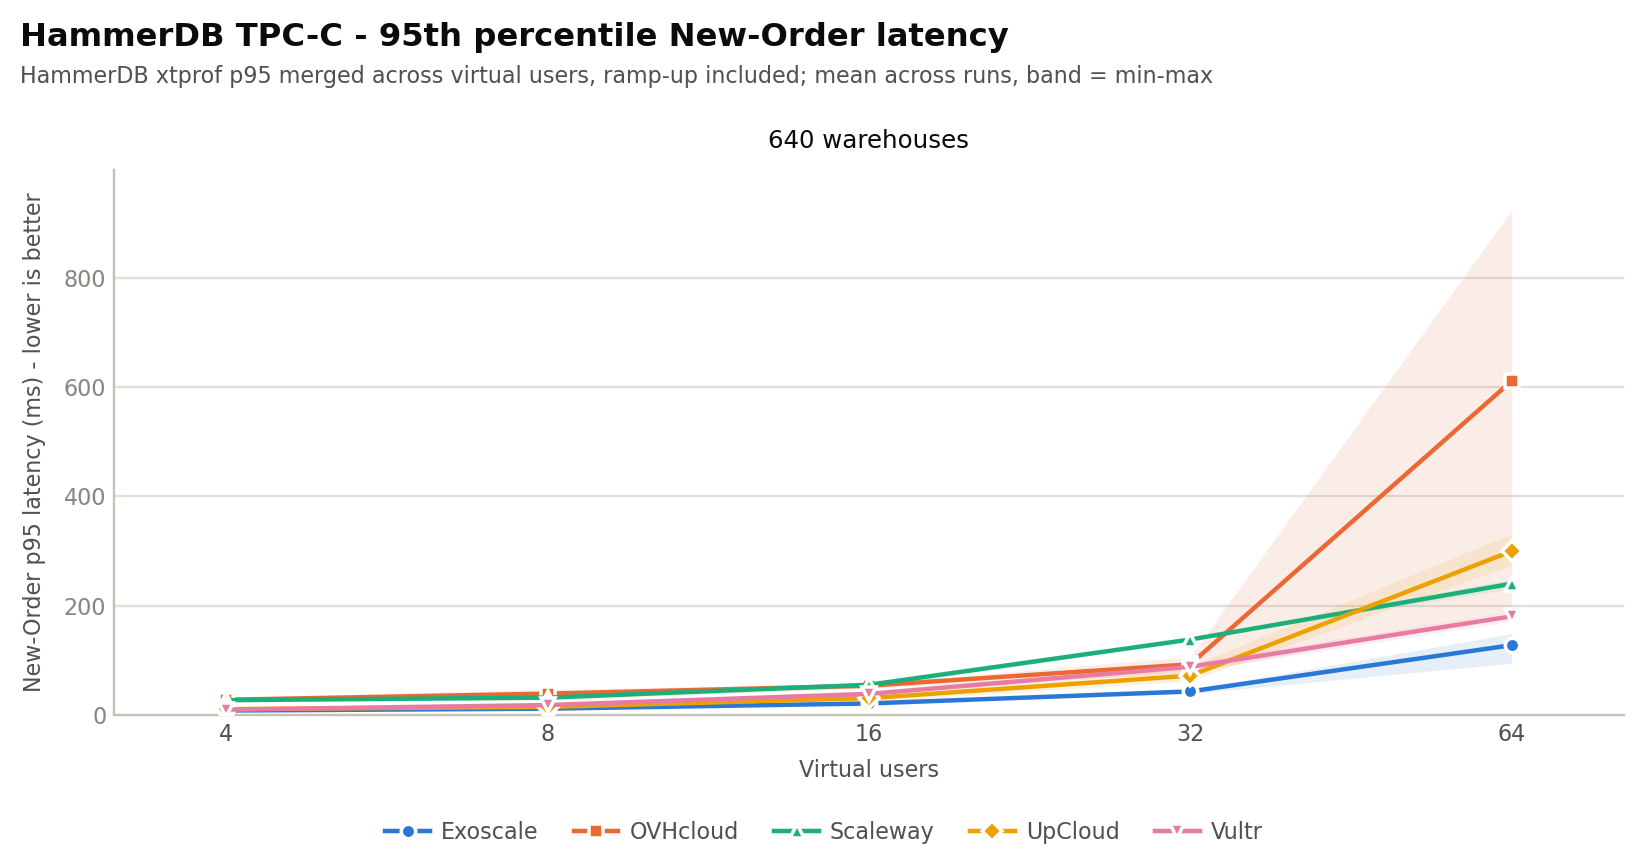 HammerDB TPC-C - 95th percentile New-Order latency
HammerDB xtprof p95 merged across virtual users, ramp-up included; mean across runs, band = min-max
640 warehouses
New-Order p95 latency (ms) - lower is better
800
600
400
200
0
4 8 16 32 64
Virtual users
Exoscale OVHcloud Scaleway UpCloud Vultr